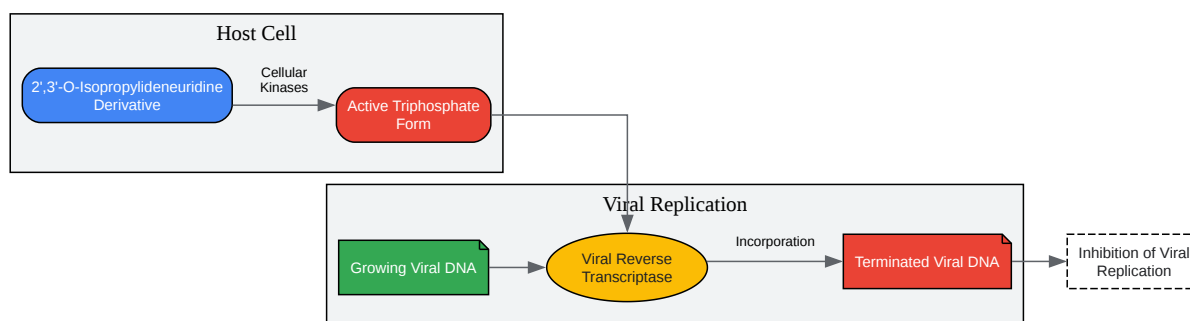 Host Cell
2',3'-O-Isopropylideneuridine
Derivative
Cellular
Kinases
Active Triphosphate
Form
Viral Replication
Growing Viral DNA
Viral Reverse
Transcriptase
Incorporation
Terminated Viral DNA
Inhibition of Viral
Replication